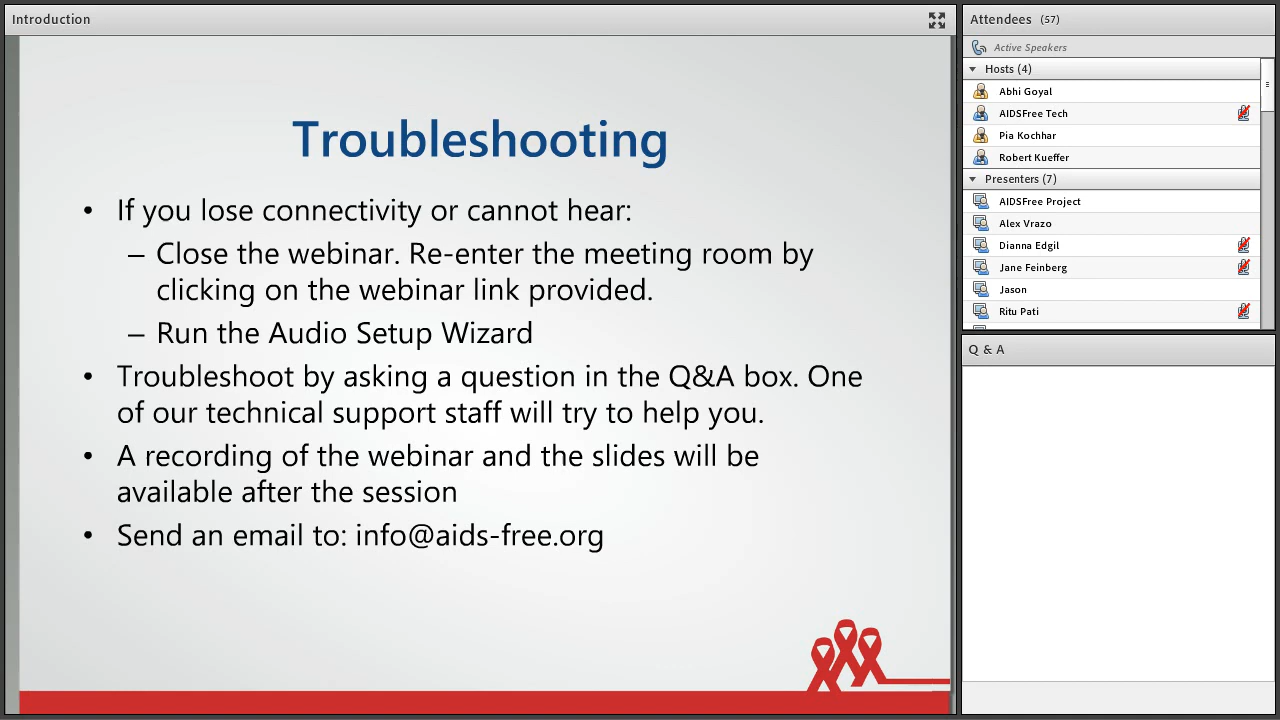 Introduction
Troubleshooting
• If you lose connectivity or cannot hear:
– Close the webinar. Re-enter the meeting room by
clicking on the webinar link provided.
– Run the Audio Setup Wizard
• Troubleshoot by asking a question in the Q&A box. One
of our technical support staff will try to help you.
• A recording of the webinar and the slides will be
available after the session
• Send an email to: info@aids-free.org
Attendees (57)
Active Speakers
Hosts (4)
Abhi Goyal
AIDSFree Tech
Pia Kochhar
Robert Kueffer
Presenters (7)
AIDSFree Project
Alex Vrazo
Dianna Edgil
Jane Feinberg
Jason
Ritu Pati
Q & A